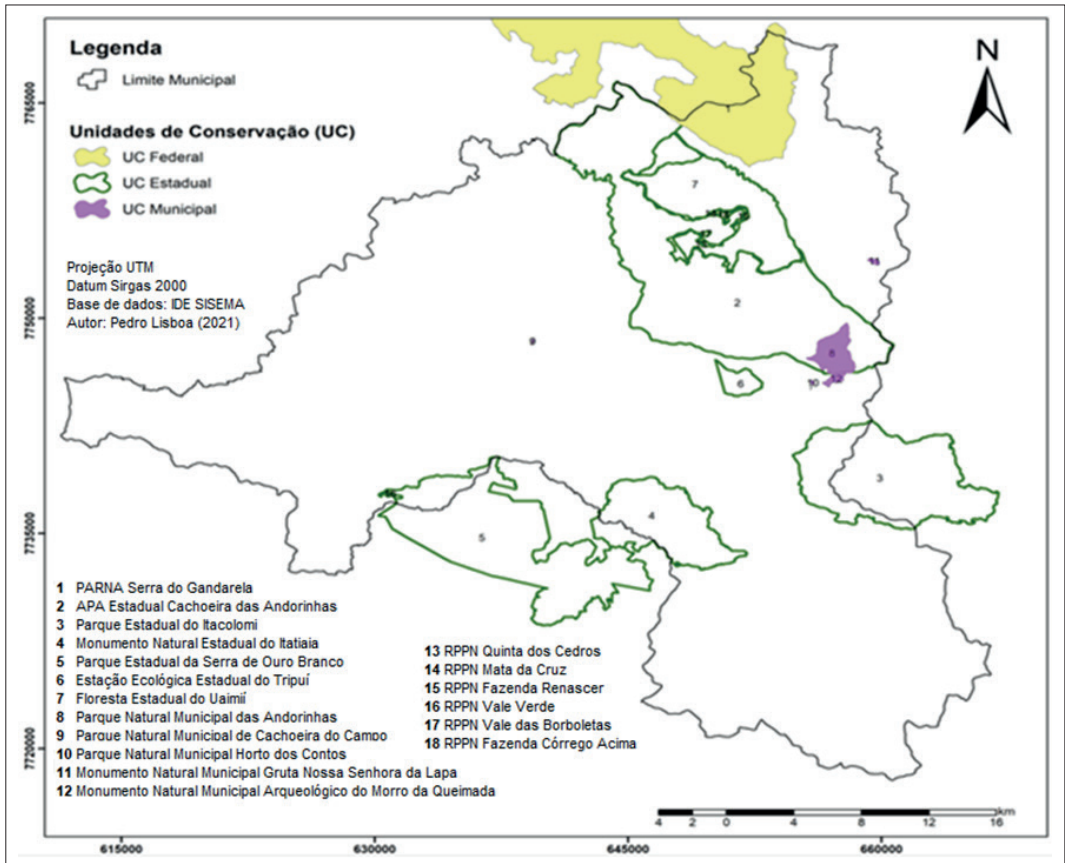 Legenda
Limite Municipal
Unidades de Conservação (UC)
UC Federal
UC Estadual
UC Municipal
Projeção UTM
Datum Sirgas 2000
Base de dados: IDE SISEMA
Autor: Pedro Lisboa (2021)
N
7765000
7750000
7735000
7720000
1
7
2
9
8
6
10
12
3
4
5
1 PARNA Serra do Gandarela
2 APA Estadual Cachoeira das Andorinhas
3 Parque Estadual do Itacolomi
4 Monumento Natural Estadual do Itatiaia
5 Parque Estadual da Serra de Ouro Branco
6 Estação Ecológica Estadual do Tripuí
7 Floresta Estadual do Uaimií
8 Parque Natural Municipal das Andorinhas
9 Parque Natural Municipal de Cachoeira do Campo
10 Parque Natural Municipal Horto dos Contos
11 Monumento Natural Municipal Gruta Nossa Senhora da Lapa
12 Monumento Natural Municipal Arqueológico do Morro da Queimada
13 RPPN Quinta dos Cedros
14 RPPN Mata da Cruz
15 RPPN Fazenda Renascer
16 RPPN Vale Verde
17 RPPN Vale das Borboletas
18 RPPN Fazenda Córrego Acima
4 2 0 4 8 12 16
km
615000 630000 645000 660000